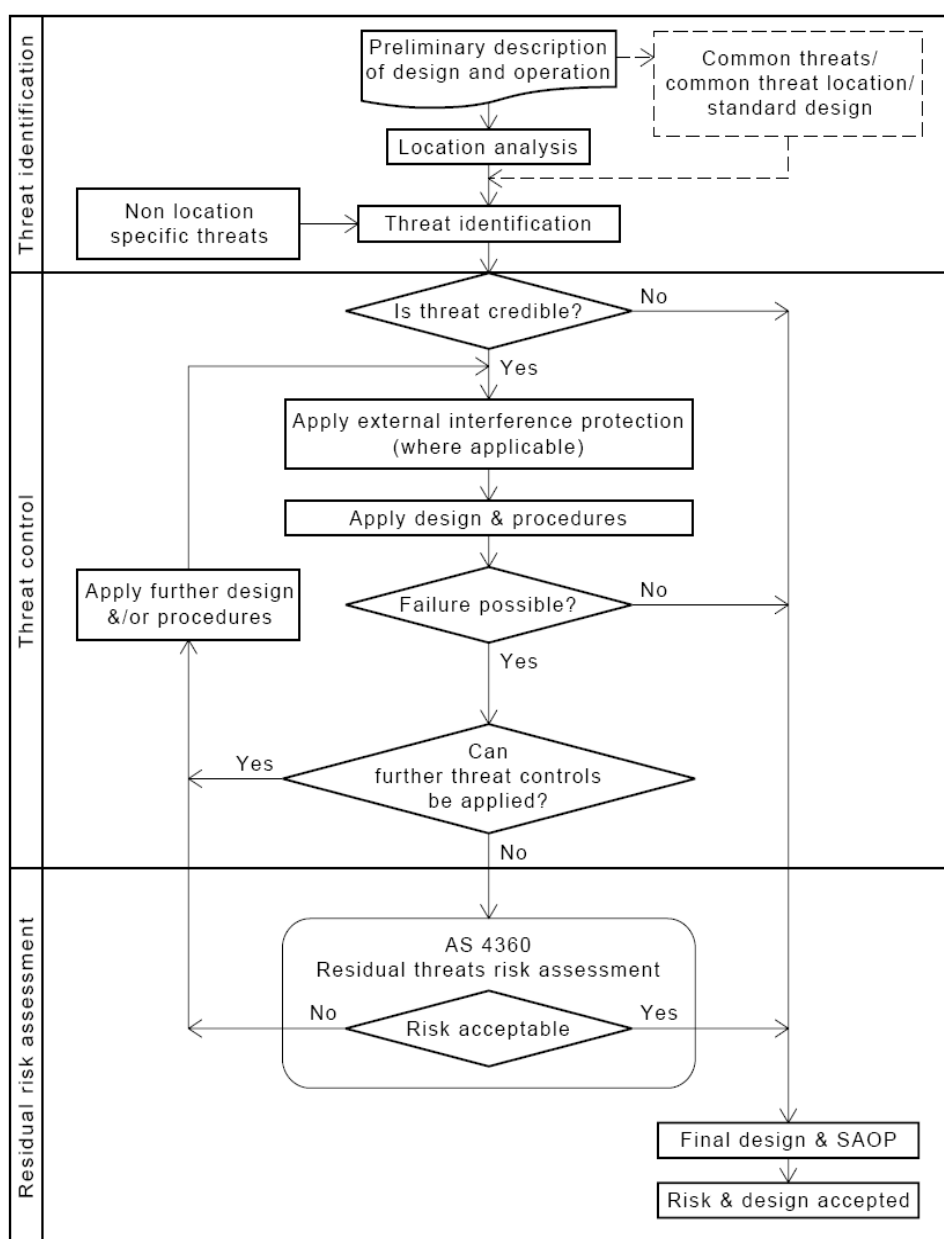 Threat identification
Preliminary description
of design and operation
Common threats/
common threat location/
standard design
Location analysis
Non location
specific threats
Threat identification
Threat control
Is threat credible?
No
Yes
Apply external interference protection
(where applicable)
Apply design & procedures
Apply further design
&/or procedures
Failure possible?
No
Yes
Can
further threat controls
be applied?
Yes
No
Residual risk assessment
AS 4360
Residual threats risk assessment
No
Risk acceptable
Yes
Final design & SAOP
Risk & design accepted